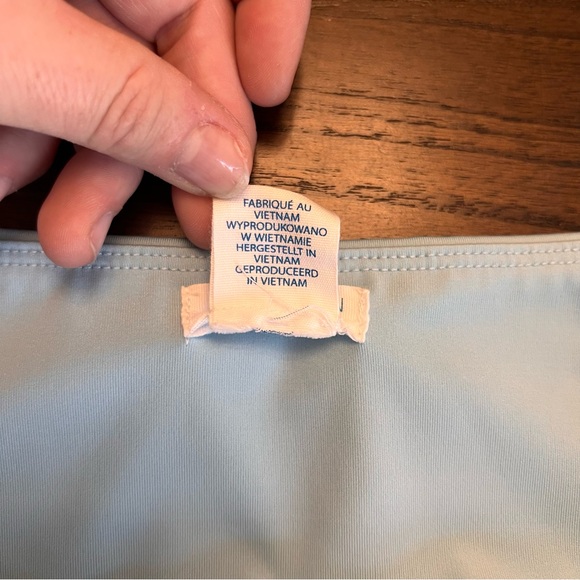 FABRIQUÉ AU
VIETNAM
WYPRODUKOWANO
W WIETNAMIE
HERGESTELLT IN
VIETNAM
GEPRODUCEERD
IN VIETNAM